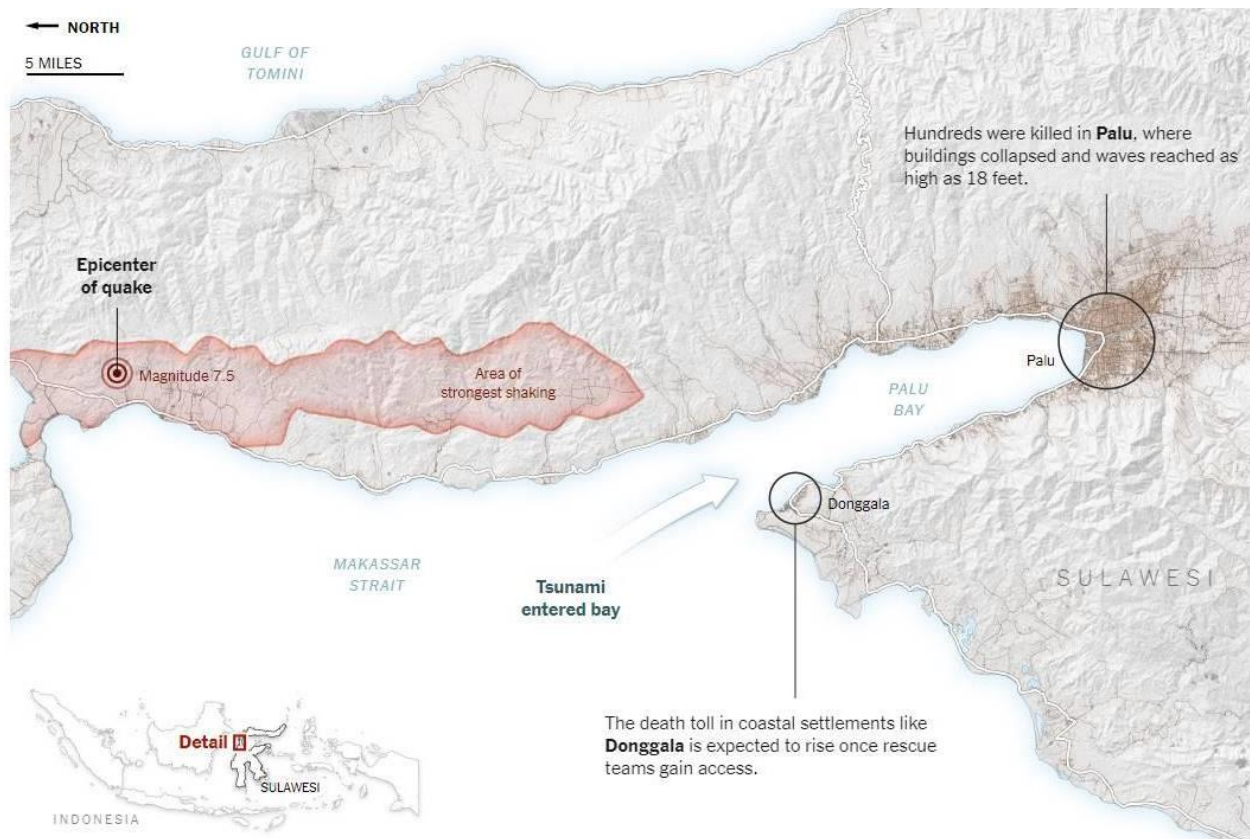 NORTH
5 MILES
GULF OF
TOMINI
Hundreds were killed in Palu, where
buildings collapsed and waves reached as
high as 18 feet.
Epicenter
of quake
Magnitude 7.5
Area of
strongest shaking
Palu
PALU
BAY
Donggala
MAKASSAR
STRAIT
Tsunami
entered bay
SULAWESI
The death toll in coastal settlements like
Donggala is expected to rise once rescue
teams gain access.
Detail
SULAWESI
INDONESIA